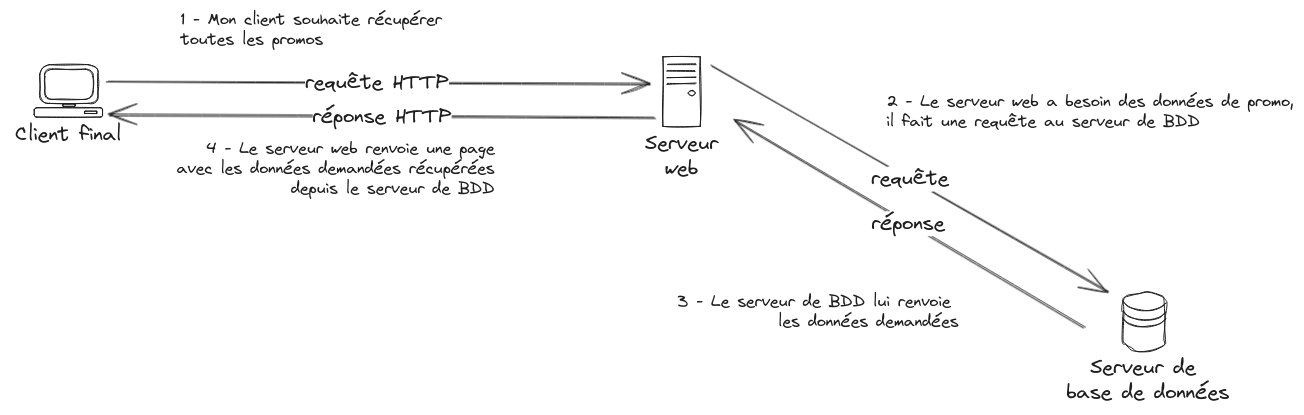 1 - Mon client souhaite récupérer
toutes les promos
requête HTTP
réponse HTTP
Client final
4 - Le serveur web renvoie une page
avec les données demandées récupérées
depuis le serveur de BDD
Serveur
web
2 - Le serveur web a besoin des données de promo,
il fait une requête au serveur de BDD
requête
réponse
3 - Le serveur de BDD lui renvoie
les données demandées
Serveur de
base de données